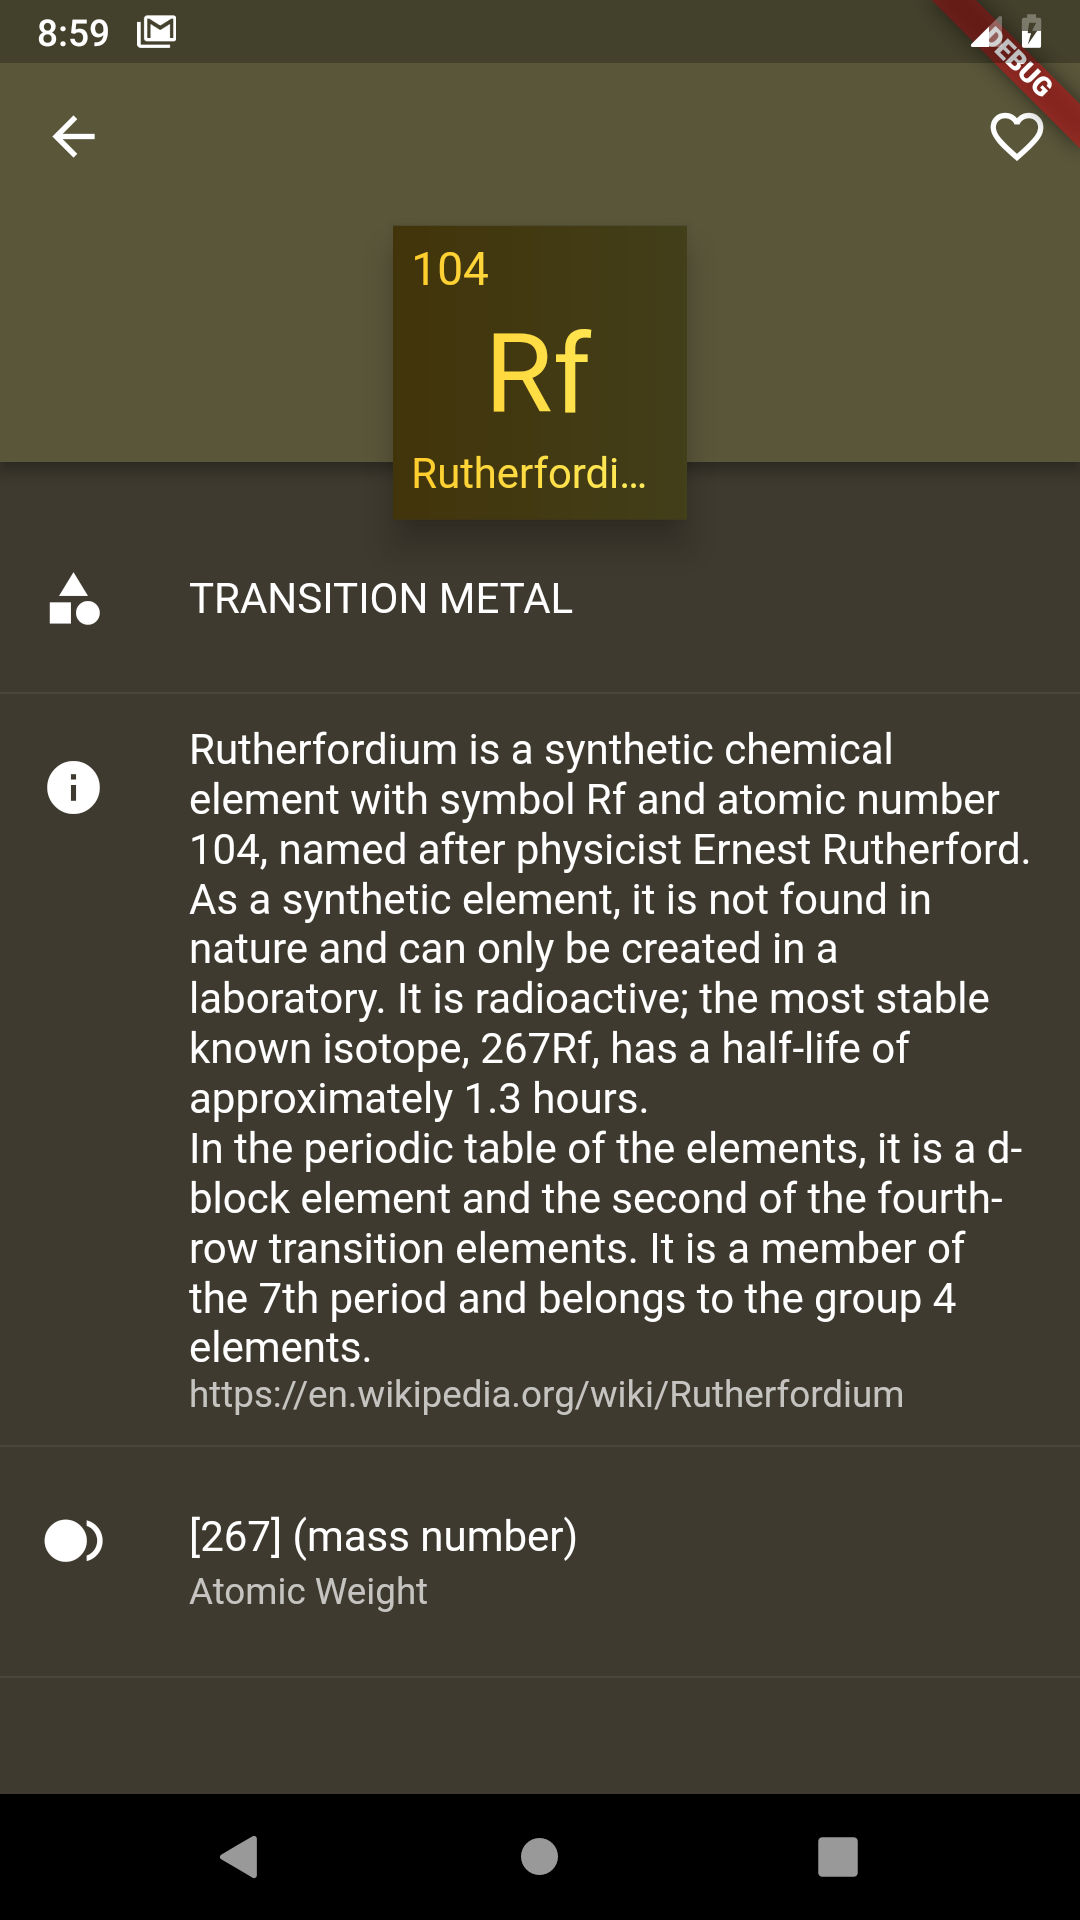 8:59
DEBUG
104
Rf
Rutherfordi...
TRANSITION METAL
Rutherfordium is a synthetic chemical
element with symbol Rf and atomic number
104, named after physicist Ernest Rutherford.
As a synthetic element, it is not found in
nature and can only be created in a
laboratory. It is radioactive; the most stable
known isotope, 267Rf, has a half-life of
approximately 1.3 hours.
In the periodic table of the elements, it is a d-
block element and the second of the fourth-
row transition elements. It is a member of
the 7th period and belongs to the group 4
elements.
https://en.wikipedia.org/wiki/Rutherfordium
[267] (mass number)
Atomic Weight